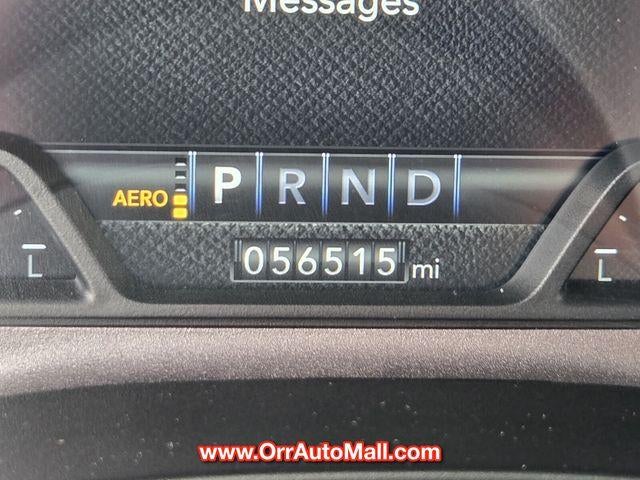 Messages
AERO P R N D
L 056515 mi L
www.OrrAutoMall.com